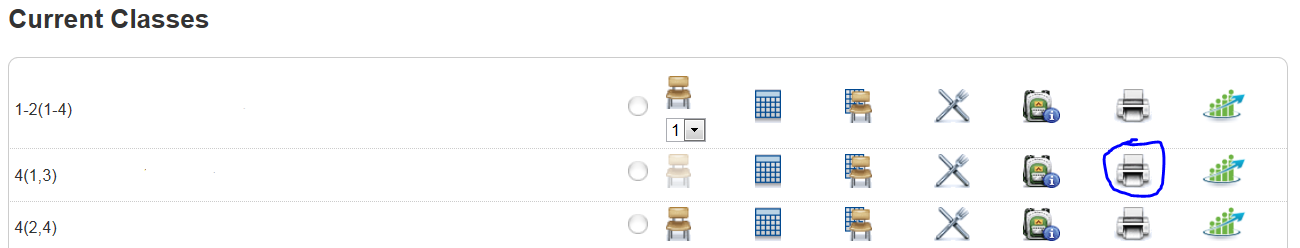 Current Classes
1-2(1-4)
1
4(1,3)
4(2,4)